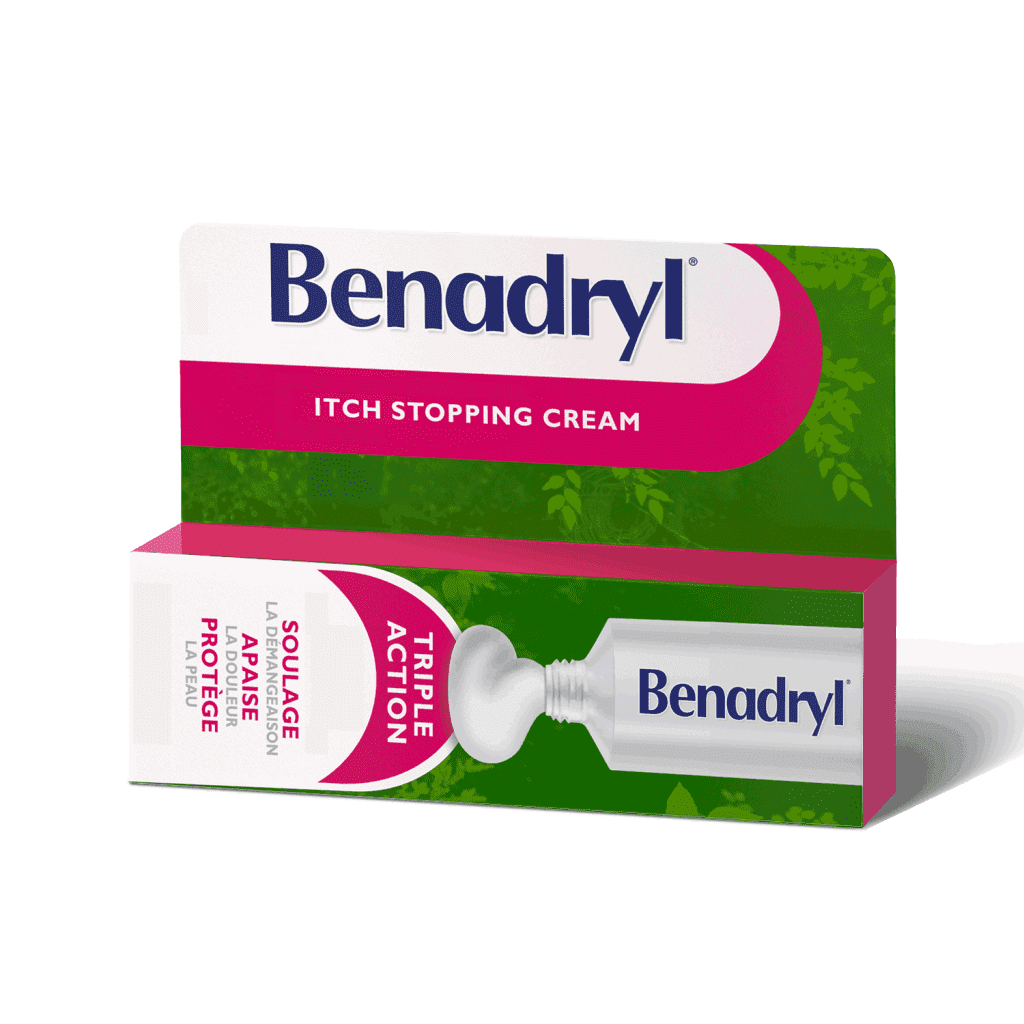 Benadryl®
ITCH STOPPING CREAM
SOULAGE
LA DÉMANGEAISON
APAISE
LA DOULEUR
PROTÈGE
LA PEAU
TRIPLE
ACTION
Benadryl®